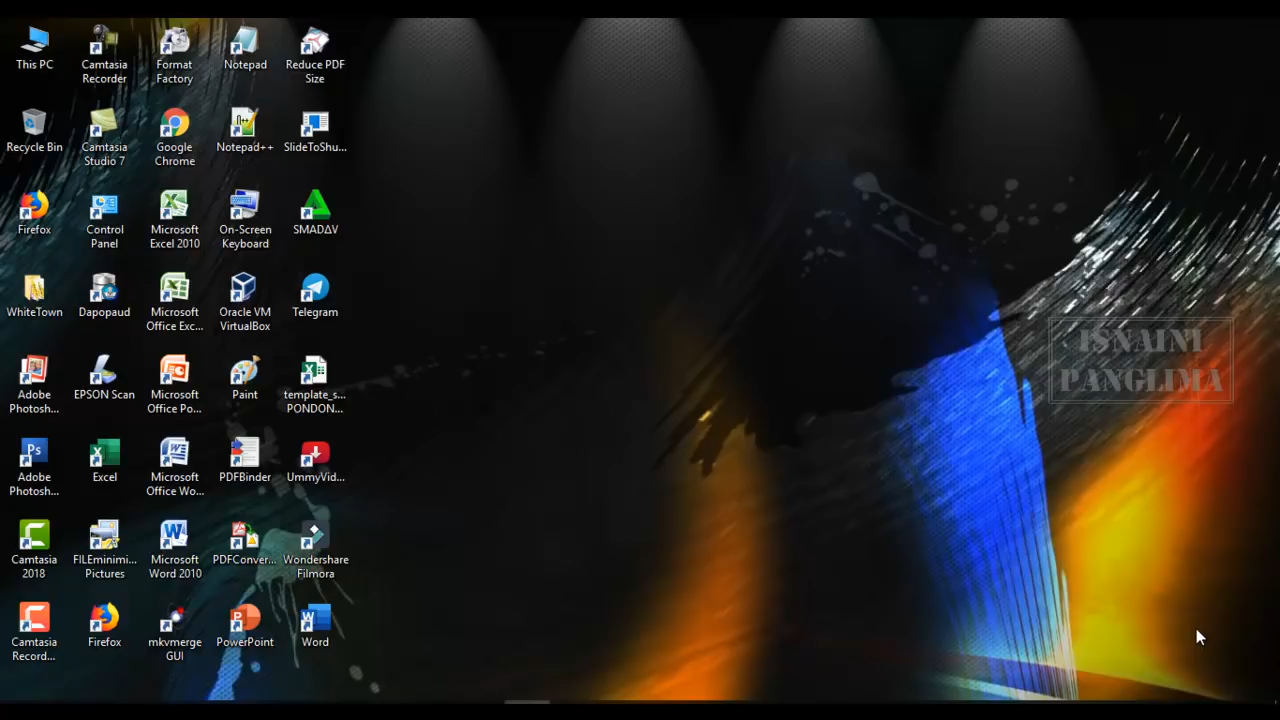 This PC
Camtasia
Recorder
Format
Factory
Notepad
Reduce PDF
Size
Recycle Bin
Camtasia
Studio 7
Google
Chrome
Notepad++
SlideToShu...
Firefox
Control
Panel
Microsoft
Excel 2010
On-Screen
Keyboard
SMADΔV
WhiteTown
Dapopaud
Microsoft
Office Exc...
Oracle VM
VirtualBox
Telegram
Adobe
Photosh...
EPSON Scan
Microsoft
Office Po...
Paint
template_s...
PONDON...
Adobe
Photosh...
Excel
Microsoft
Office Wo...
PDFBinder
UmmyVid...
Camtasia
2018
FILEminimi...
Pictures
Microsoft
Word 2010
PDFConver...
Wondershare
Filmora
Camtasia
Record...
Firefox
mkvmerge
GUI
PowerPoint
Word
ISNAINI
PANGLIMA